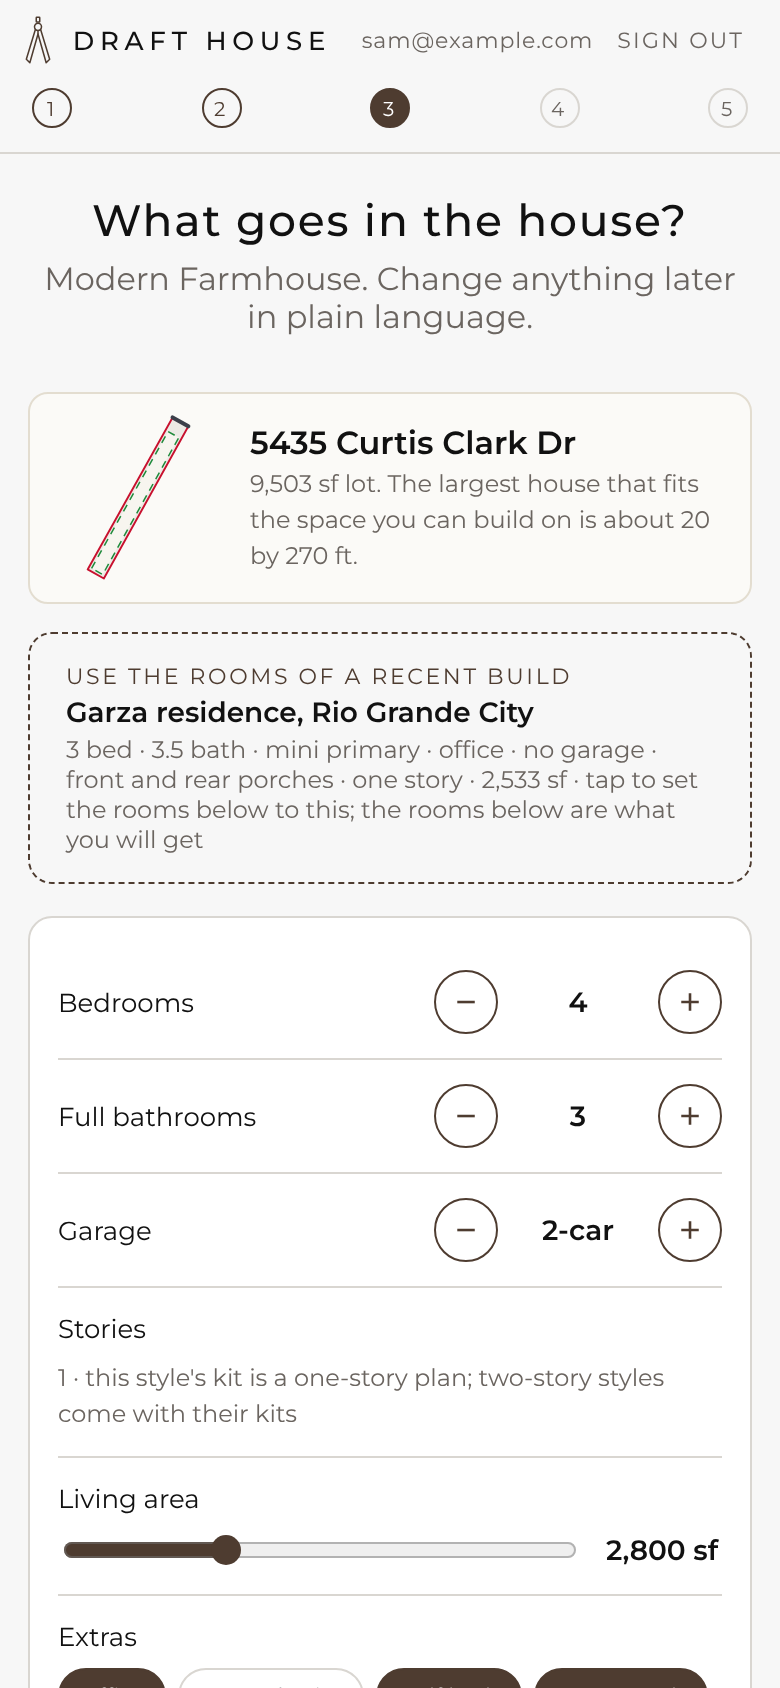 DRAFT HOUSE sam@example.com SIGN OUT
1 2 3 4 5
What goes in the house?
Modern Farmhouse. Change anything later
in plain language.
5435 Curtis Clark Dr
9,503 sf lot. The largest house that fits
the space you can build on is about 20
by 270 ft.
USE THE ROOMS OF A RECENT BUILD
Garza residence, Rio Grande City
3 bed · 3.5 bath · mini primary · office · no garage ·
front and rear porches · one story · 2,533 sf · tap to set
the rooms below to this; the rooms below are what
you will get
Bedrooms − 4 +
Full bathrooms − 3 +
Garage − 2-car +
Stories
1 · this style's kit is a one-story plan; two-story styles
come with their kits
Living area
2,800 sf
Extras